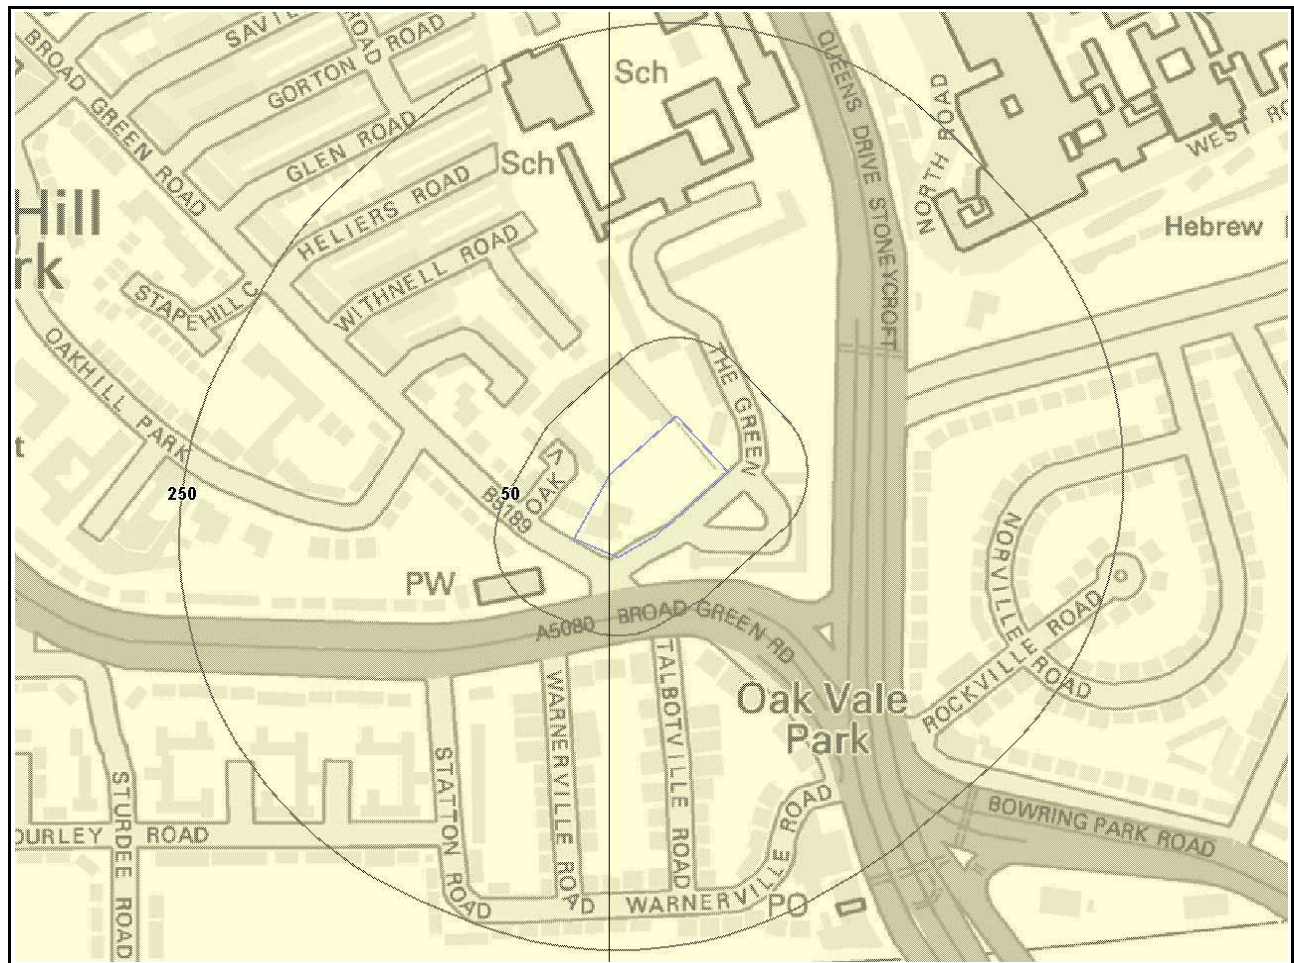 SAVI
ROAD
ROAD
BROAD GREEN ROAD
GORTON
Sch
QUEENS DRIVE STONEYCROFT
NORTH ROAD
WEST RO
GLEN ROAD
Sch
Hill
HELIERS ROAD
Hebrew
rk
WITHNELL ROAD
STAPEHILL C
OAKHILL PARK
THE GREEN
t
250
50
B5189
OAK
NORVILLE ROAD
PW
A5080
BROAD GREEN RD
ROCKVILLE ROAD
TALBOTVILLE ROAD
WARNERVILLE ROAD
Oak Vale
Park
STATTON ROAD
STURDEE ROAD
OURLEY ROAD
BOWRING PARK ROAD
WARNERVILLE ROAD
PO